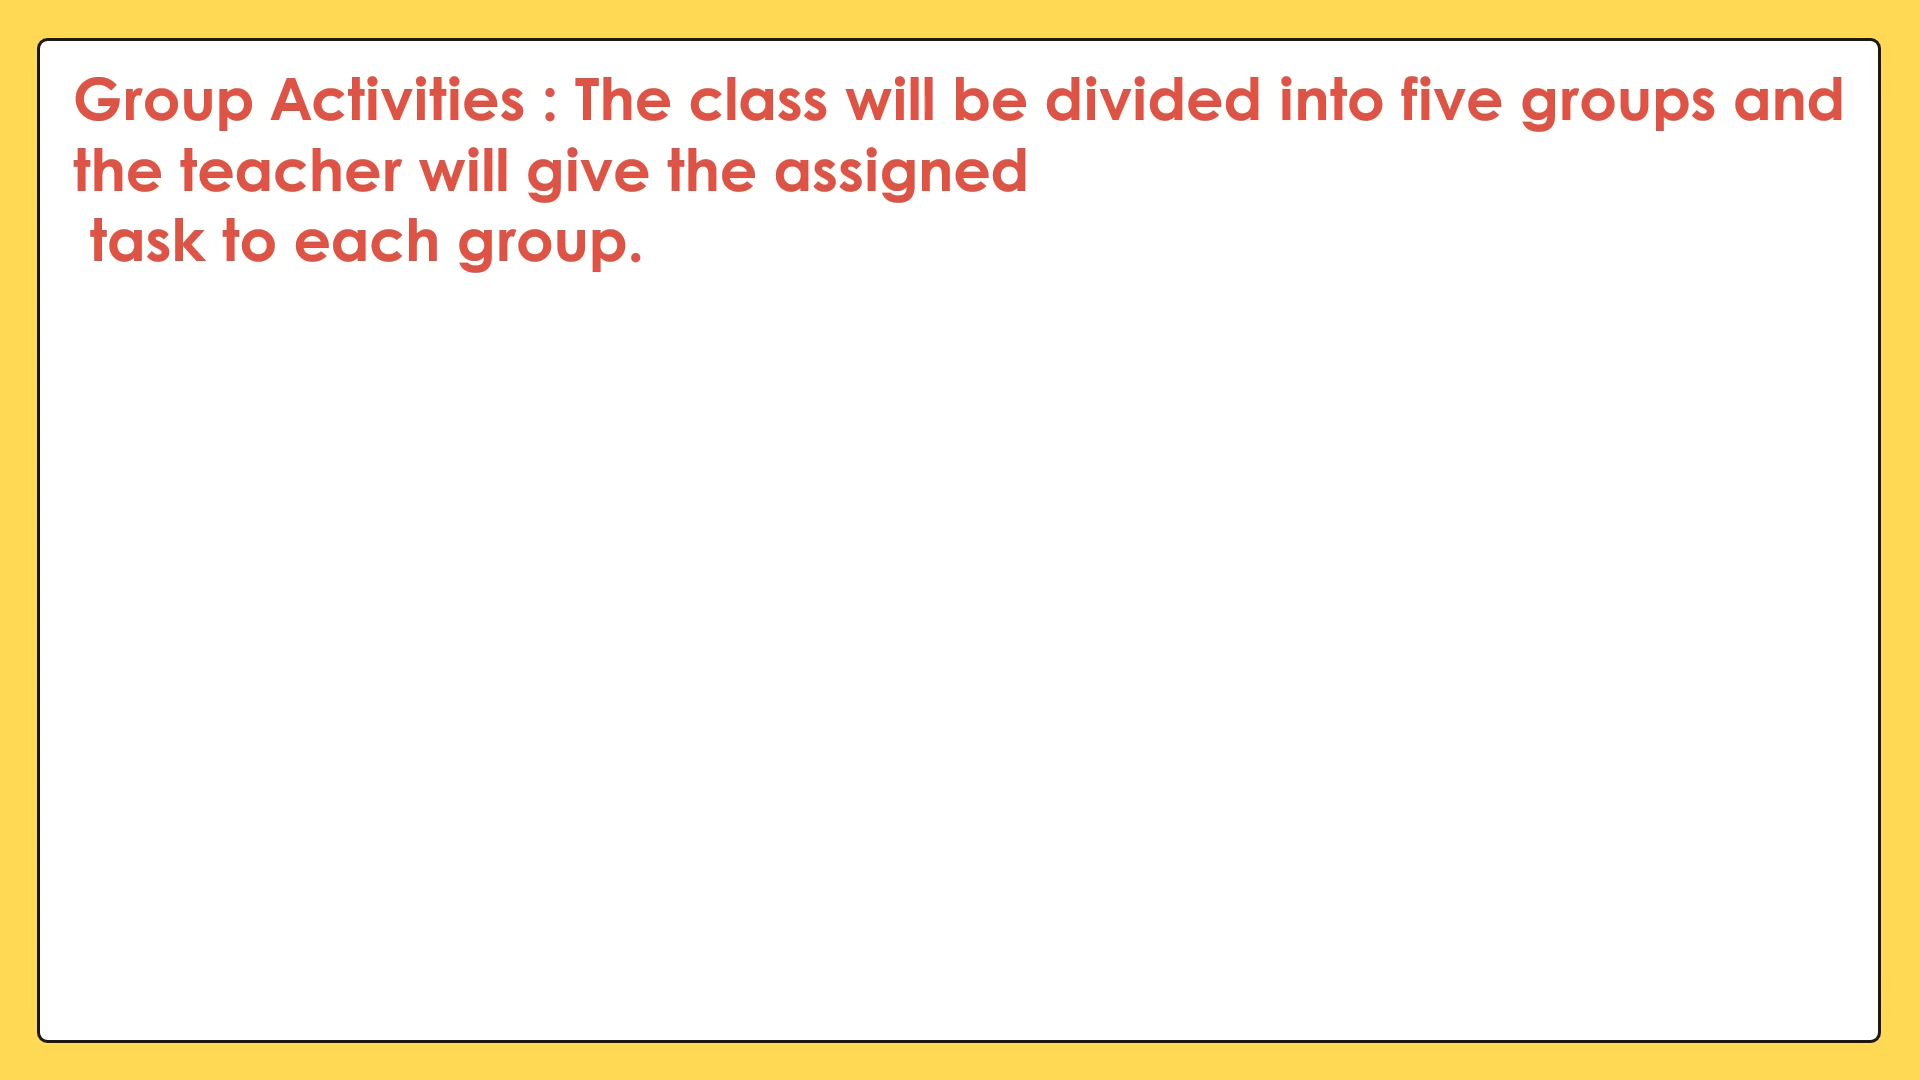 Group Activities : The class will be divided into five groups and
the teacher will give the assigned
task to each group.